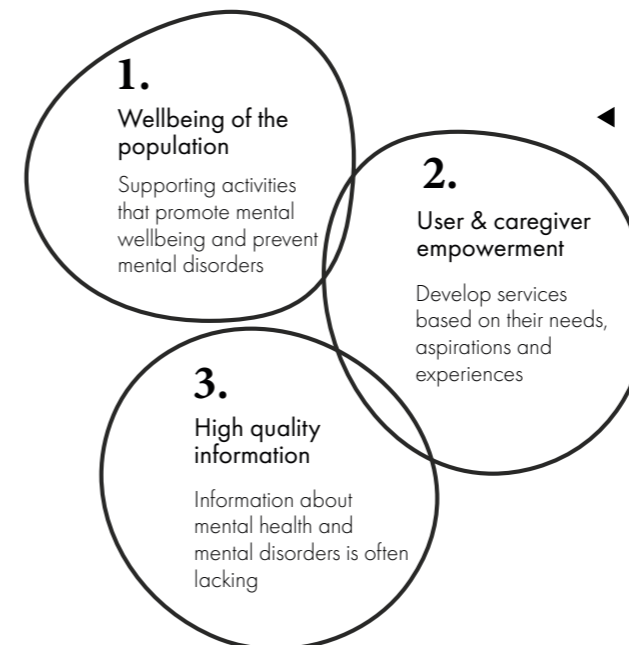 1.
Wellbeing of the
population
Supporting activities
that promote mental
wellbeing and prevent
mental disorders
2.
User & caregiver
empowerment
Develop services
based on their needs,
aspirations and
experiences
3.
High quality
information
Information about
mental health and
mental disorders is often
lacking